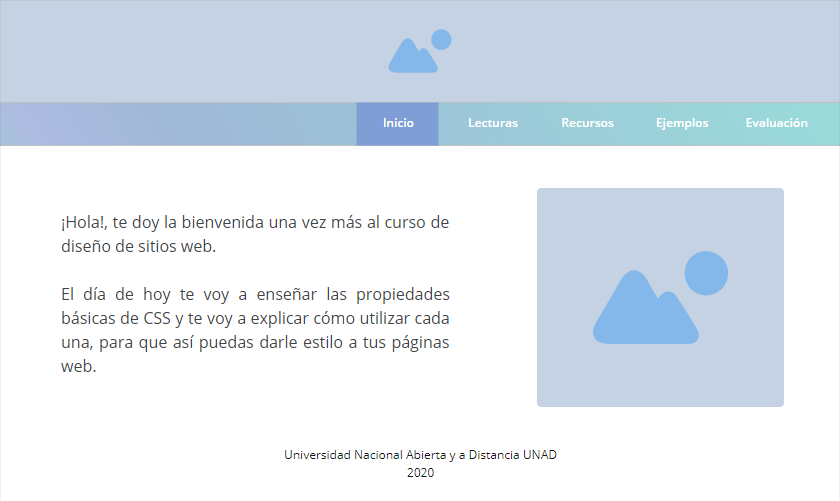 Inicio Lecturas Recursos Ejemplos Evaluación
¡Hola!, te doy la bienvenida una vez más al curso de
diseño de sitios web.
El día de hoy te voy a enseñar las propiedades
básicas de CSS y te voy a explicar cómo utilizar cada
una, para que así puedas darle estilo a tus páginas
web.
Universidad Nacional Abierta y a Distancia UNAD
2020